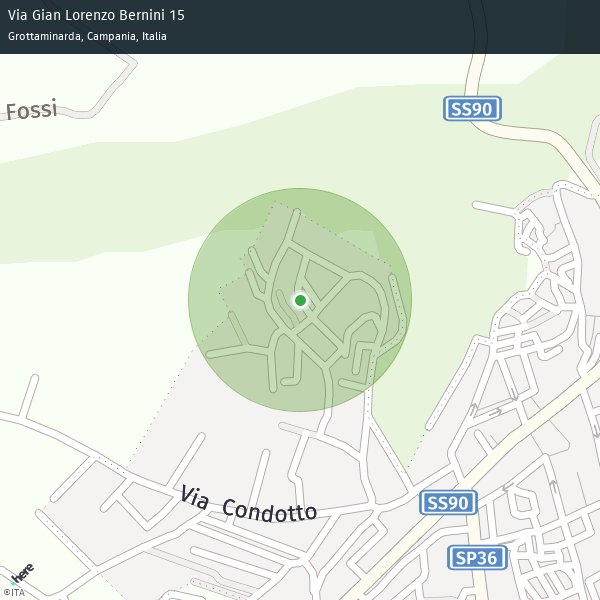 Via Gian Lorenzo Bernini 15
Grottaminarda, Campania, Italia
Fossi
SS90
Via Condotto
SS90
SP36
here
©ITA